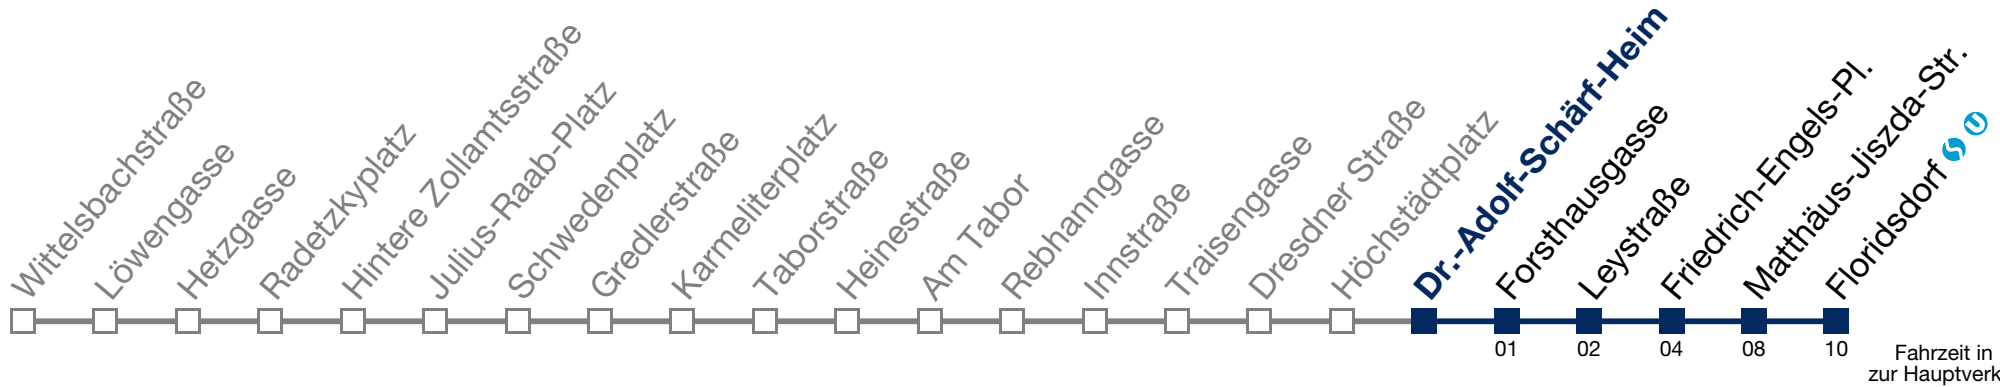 Wittelsbachstraße
Löwengasse
Hetzgasse
Radetzkyplatz
Hintere Zollamtsstraße
Julius-Raab-Platz
Schwedenplatz
Gredlerstraße
Karmeliterplatz
Taborstraße
Heinestraße
Am Tabor
Rebhanngasse
Innstraße
Traisengasse
Dresdner Straße
Höchstädtplatz
Dr.-Adolf-Schärf-Heim
Forsthausgasse
Leystraße
Friedrich-Engels-Pl.
Matthäus-Jiszda-Str.
Floridsdorf S U
01 02 04 08 10
Fahrzeit in
zur Hauptverk